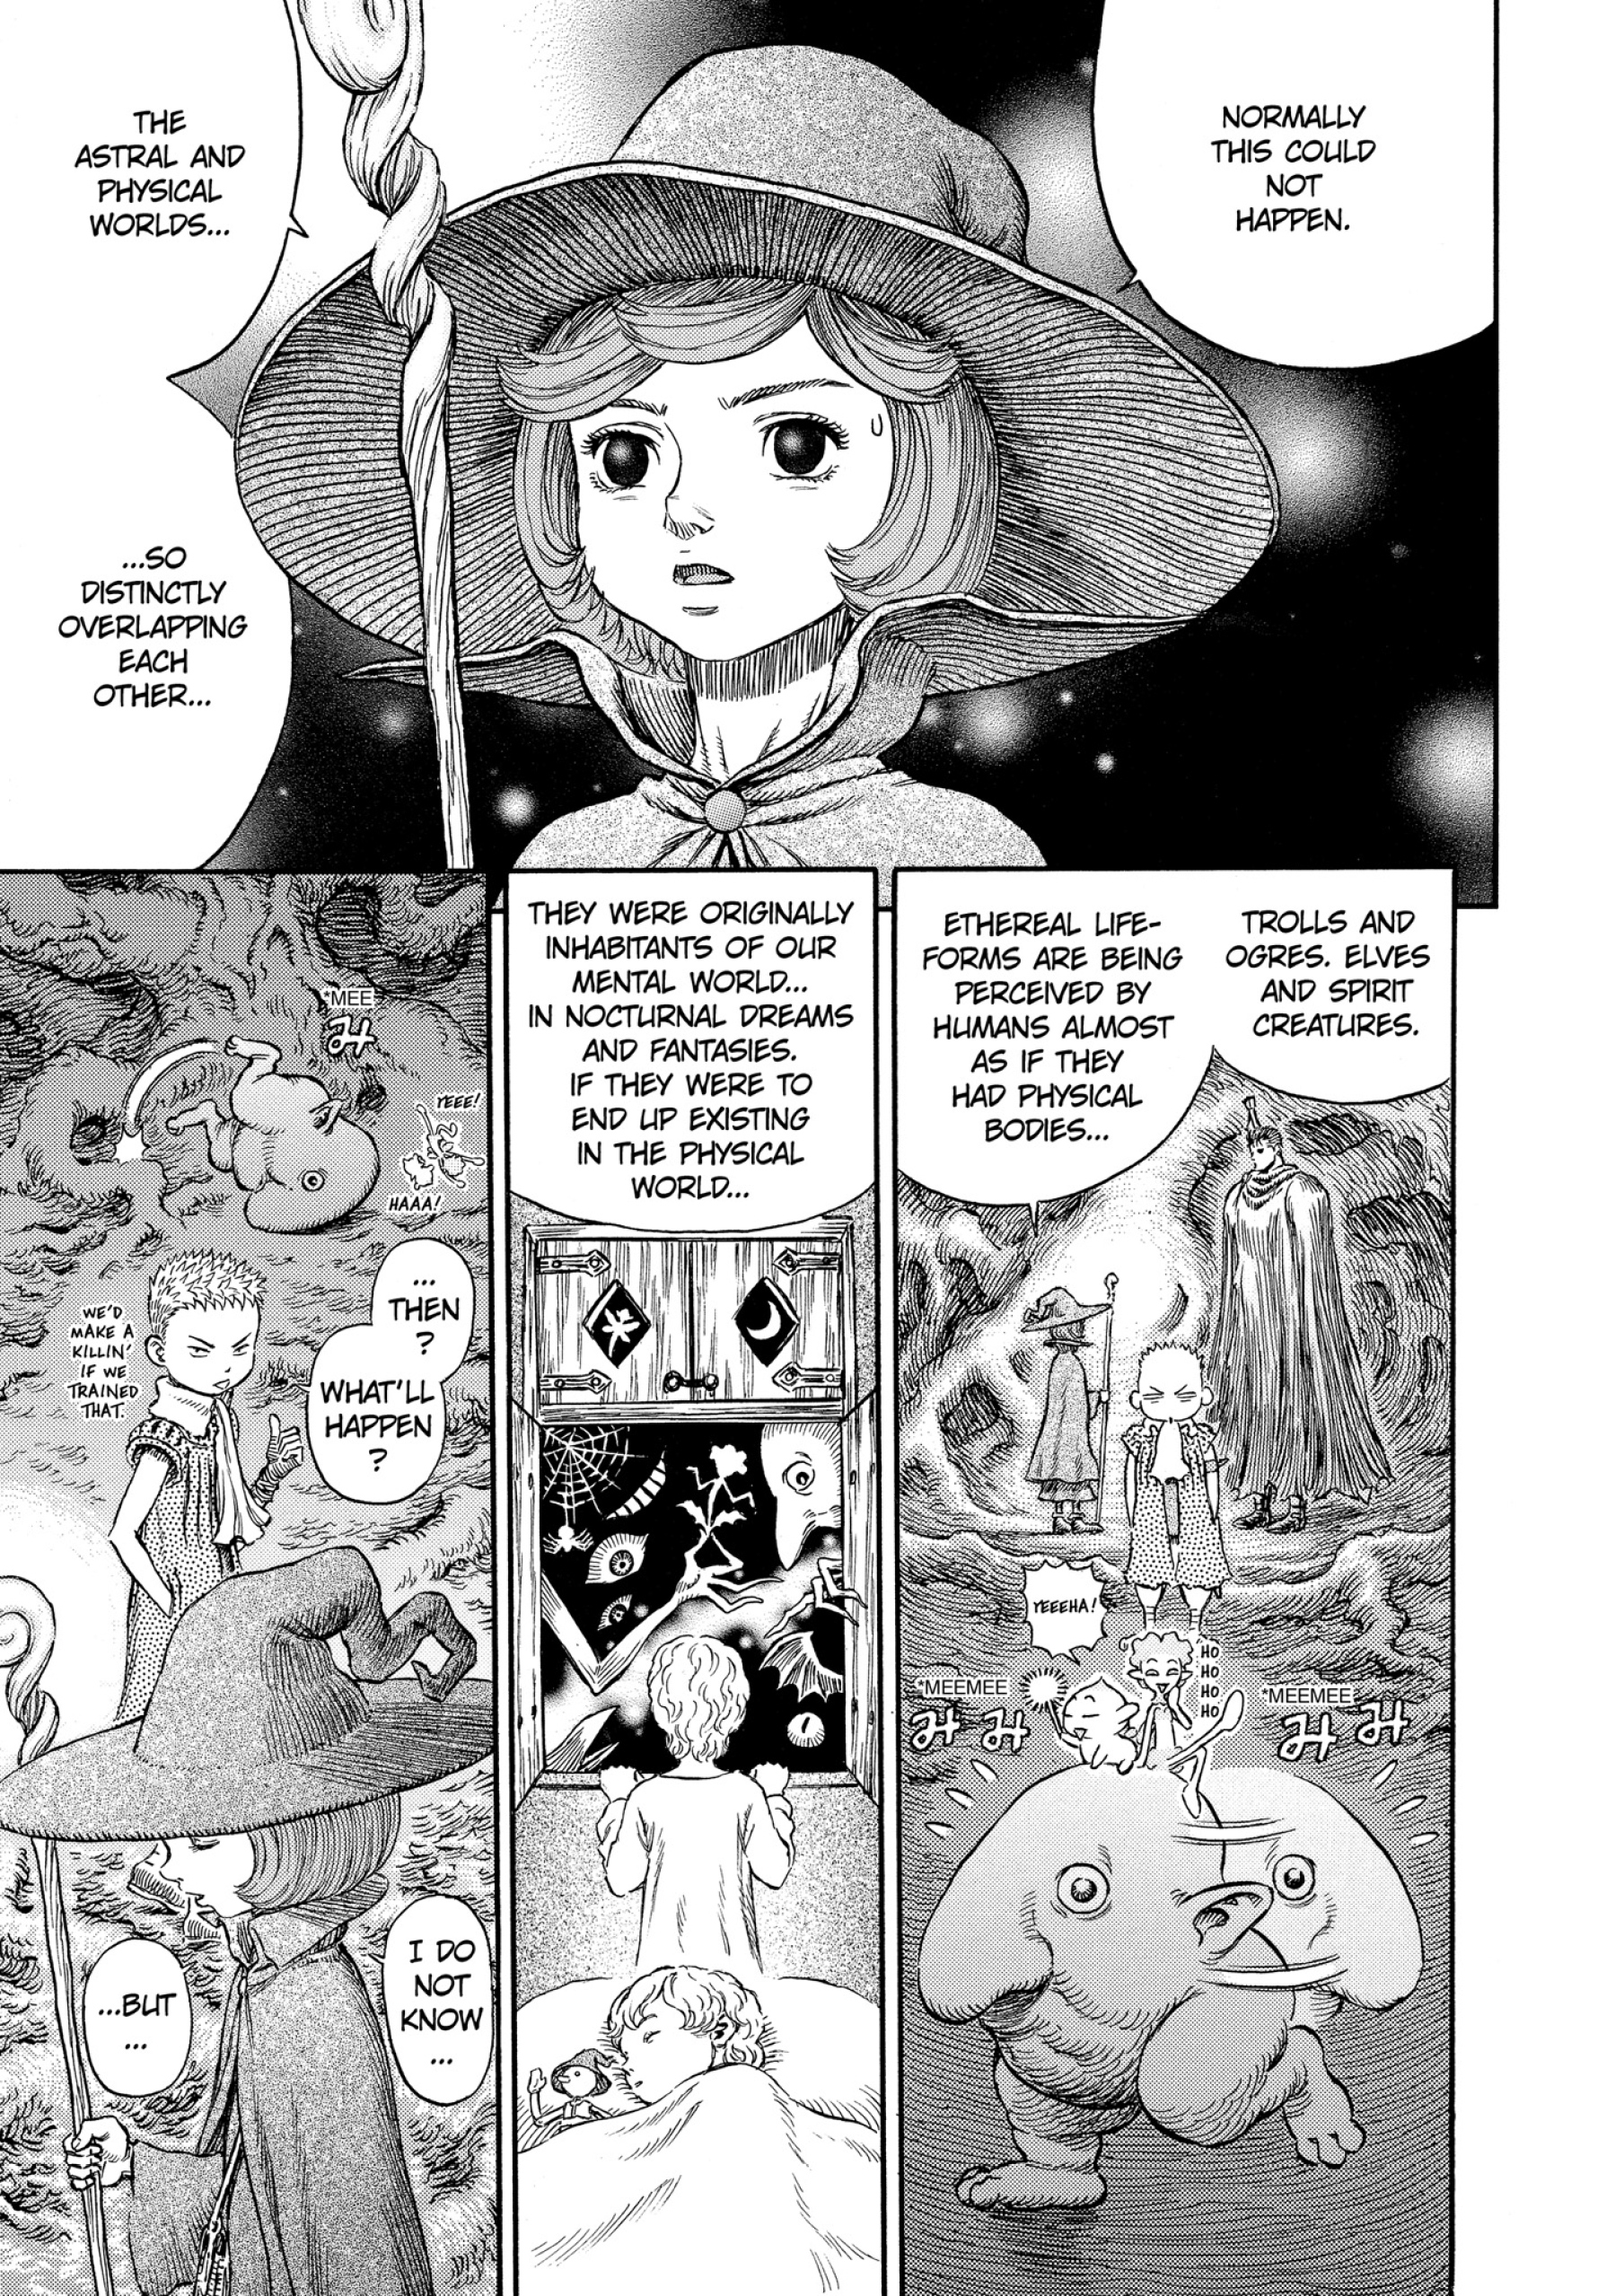 NORMALLY
THIS COULD
NOT
HAPPEN.
THE
ASTRAL AND
PHYSICAL
WORLDS...
...SO
DISTINCTLY
OVERLAPPING
EACH
OTHER...
TROLLS AND
OGRES. ELVES
AND SPIRIT
CREATURES.
ETHEREAL LIFE-
FORMS ARE BEING
PERCEIVED BY
HUMANS ALMOST
AS IF THEY
HAD PHYSICAL
BODIES...
YEEEHA!
HO
HO
HO
HO
*MEEMEE
みみ
*MEEMEE
みみ
THEY WERE ORIGINALLY
INHABITANTS OF OUR
MENTAL WORLD...
IN NOCTURNAL DREAMS
AND FANTASIES.
IF THEY WERE TO
END UP EXISTING
IN THE PHYSICAL
WORLD...
*MEE
み
YEEE!
HAAA!
...
THEN
?
WHAT'LL
HAPPEN
?
WE'D
MAKE A
KILLIN'
IF WE
TRAINED
THAT.
I DO
NOT
KNOW
...
...BUT
...